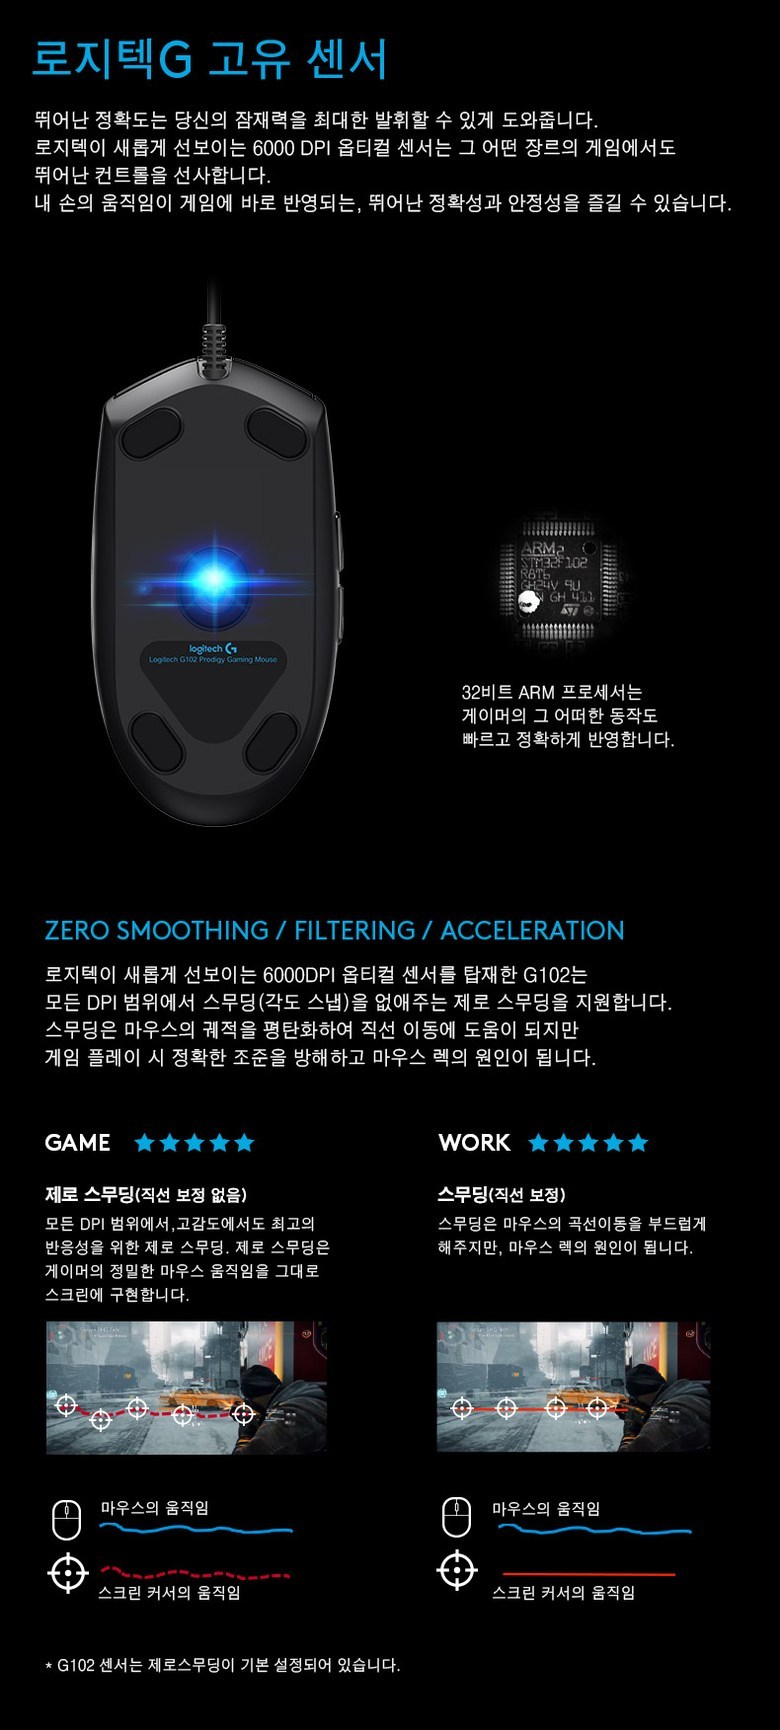 로지텍G 고유 센서
뛰어난 정확도는 당신의 잠재력을 최대한 발휘할 수 있게 도와줍니다.
로지텍이 새롭게 선보이는 6000 DPI 옵티컬 센서는 그 어떤 장르의 게임에서도
뛰어난 컨트롤을 선사합니다.
내 손의 움직임이 게임에 바로 반영되는, 뛰어난 정확성과 안정성을 즐길 수 있습니다.
ARM
STM32F102
R8T6
GH24V 9U
GH 411
ST
logitech G
Logitech G102 Prodigy Gaming Mouse
32비트 ARM 프로세서는
게이머의 그 어떠한 동작도
빠르고 정확하게 반영합니다.
ZERO SMOOTHING / FILTERING / ACCELERATION
로지텍이 새롭게 선보이는 6000DPI 옵티컬 센서를 탑재한 G102는
모든 DPI 범위에서 스무딩(각도 스냅)을 없애주는 제로 스무딩을 지원합니다.
스무딩은 마우스의 궤적을 평탄화하여 직선 이동에 도움이 되지만
게임 플레이 시 정확한 조준을 방해하고 마우스 렉의 원인이 됩니다.
GAME ★★★★★
제로 스무딩(직선 보정 없음)
모든 DPI 범위에서,고감도에서도 최고의
반응성을 위한 제로 스무딩. 제로 스무딩은
게이머의 정밀한 마우스 움직임을 그대로
스크린에 구현합니다.
마우스의 움직임
스크린 커서의 움직임
WORK ★★★★★
스무딩(직선 보정)
스무딩은 마우스의 곡선이동을 부드럽게
해주지만, 마우스 렉의 원인이 됩니다.
마우스의 움직임
스크린 커서의 움직임
* G102 센서는 제로스무딩이 기본 설정되어 있습니다.